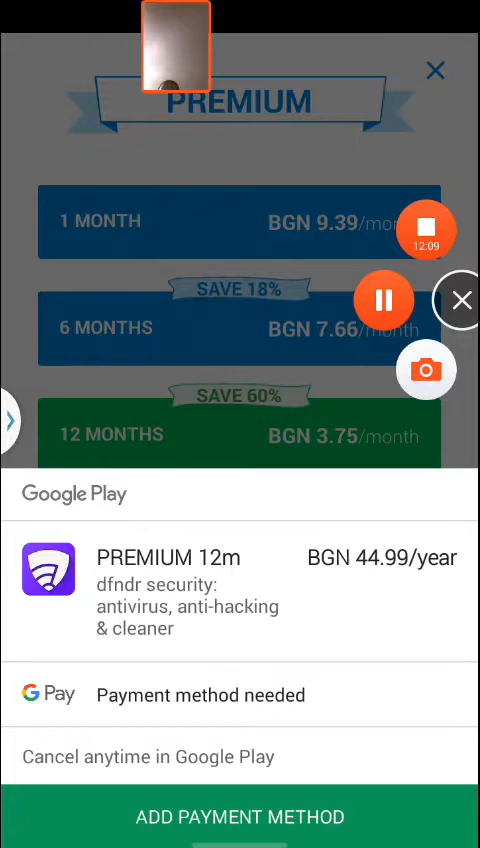 PREMIUM
1 MONTH
BGN 9.39/mo
12:09
SAVE 18%
6 MONTHS
BGN 7.66/month
SAVE 60%
12 MONTHS
BGN 3.75/month
Google Play
PREMIUM 12m
BGN 44.99/year
dfndr security:
antivirus, anti-hacking
& cleaner
G Pay
Payment method needed
Cancel anytime in Google Play
ADD PAYMENT METHOD